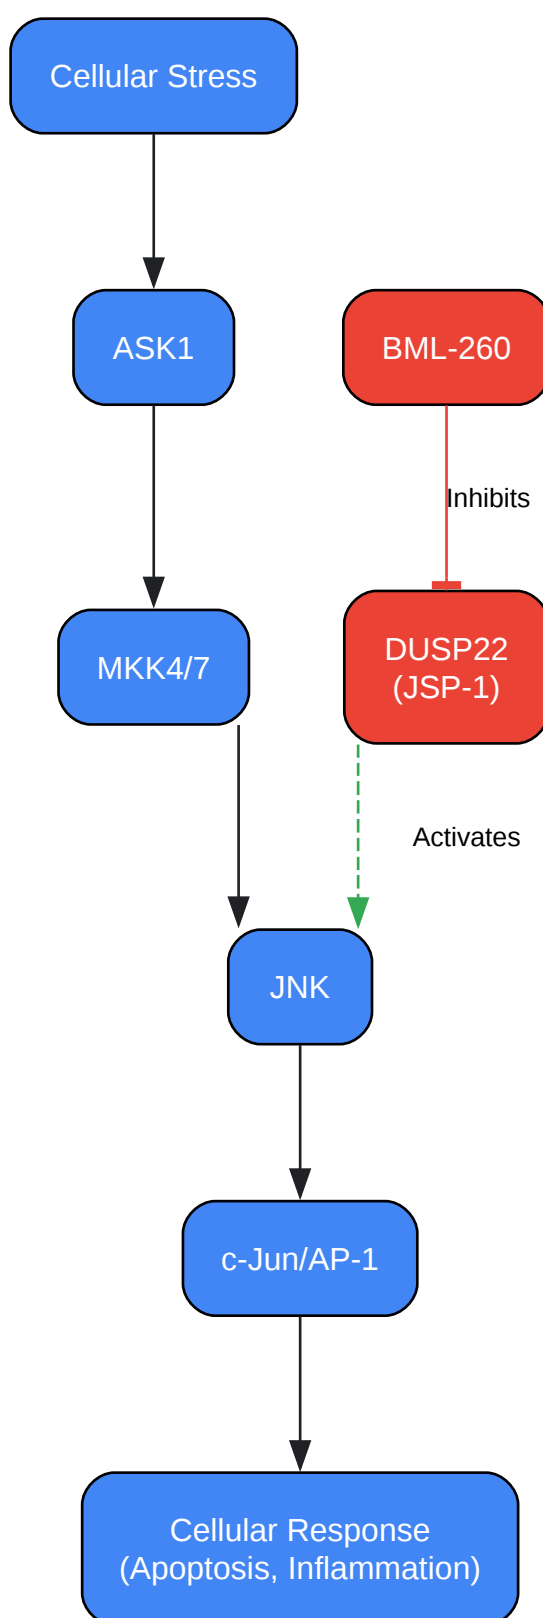 Cellular Stress
ASK1
BML-260
Inhibits
MKK4/7
DUSP22
(JSP-1)
Activates
JNK
c-Jun/AP-1
Cellular Response
(Apoptosis, Inflammation)